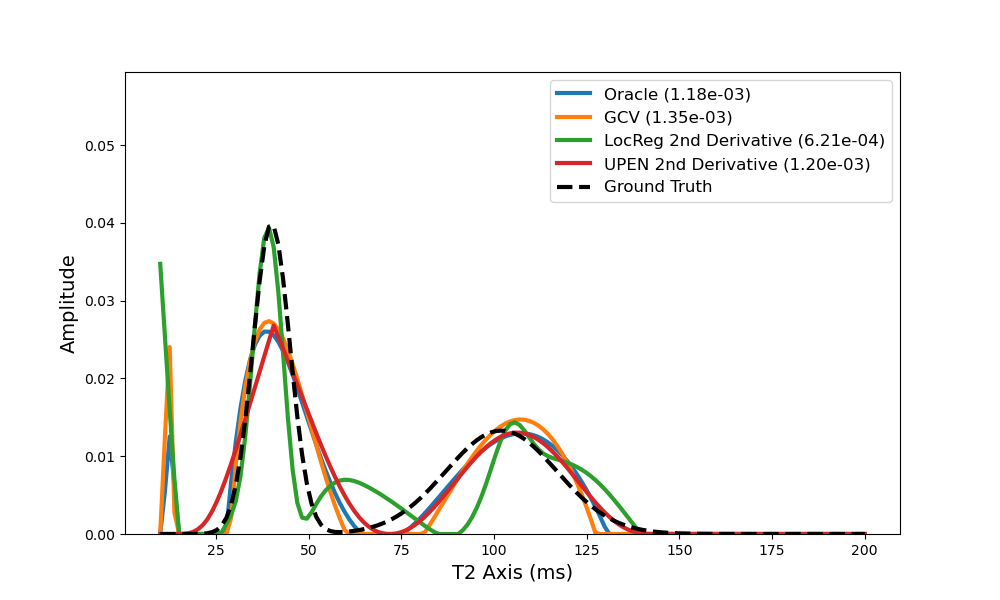 Oracle (1.18e-03)
GCV (1.35e-03)
LocReg 2nd Derivative (6.21e-04)
UPEN 2nd Derivative (1.20e-03)
Ground Truth
0.05
0.04
0.03
0.02
0.01
0.00
Amplitude
25 50 75 100 125 150 175 200
T2 Axis (ms)